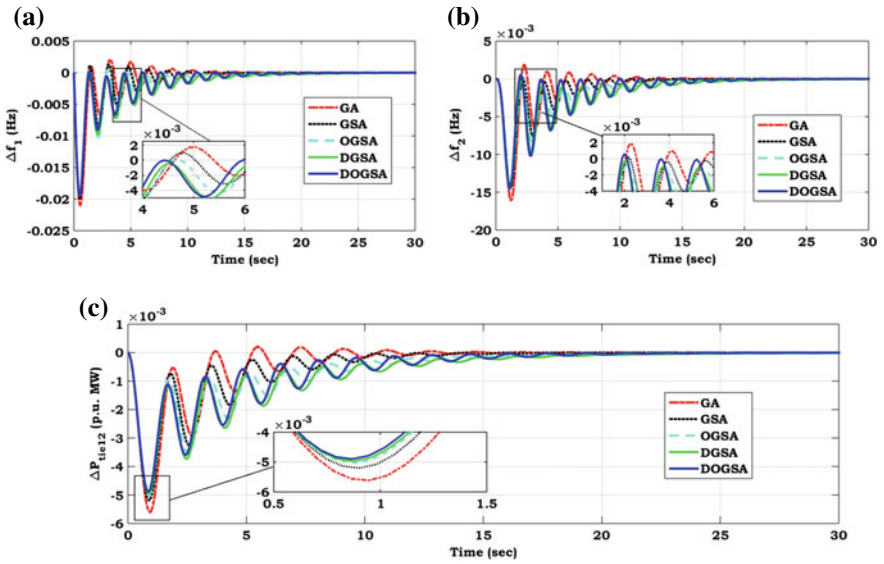 (a)
0.005
0
-0.005
-0.01
-0.015
-0.02
-0.025
Δf1 (Hz)
0 5 10 15 20 25 30
Time (sec)
GA
GSA
OGSA
DGSA
DOGSA
×10⁻³
2
0
-2
-4
4 5 6
(b)
×10⁻³
5
0
-5
-10
-15
-20
Δf2 (Hz)
0 5 10 15 20 25 30
Time (sec)
GA
GSA
OGSA
DGSA
DOGSA
×10⁻³
2
0
-2
-4
2 4 6
(c)
×10⁻³
1
0
-1
-2
-3
-4
-5
-6
ΔPtie12 (p.u. MW)
0 5 10 15 20 25 30
Time (sec)
GA
GSA
OGSA
DGSA
DOGSA
×10⁻³
-4
-5
-6
0.5 1 1.5